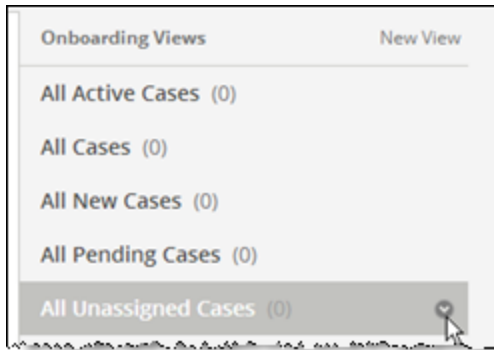 Onboarding Views New View
All Active Cases (0)
All Cases (0)
All New Cases (0)
All Pending Cases (0)
All Unassigned Cases (0)